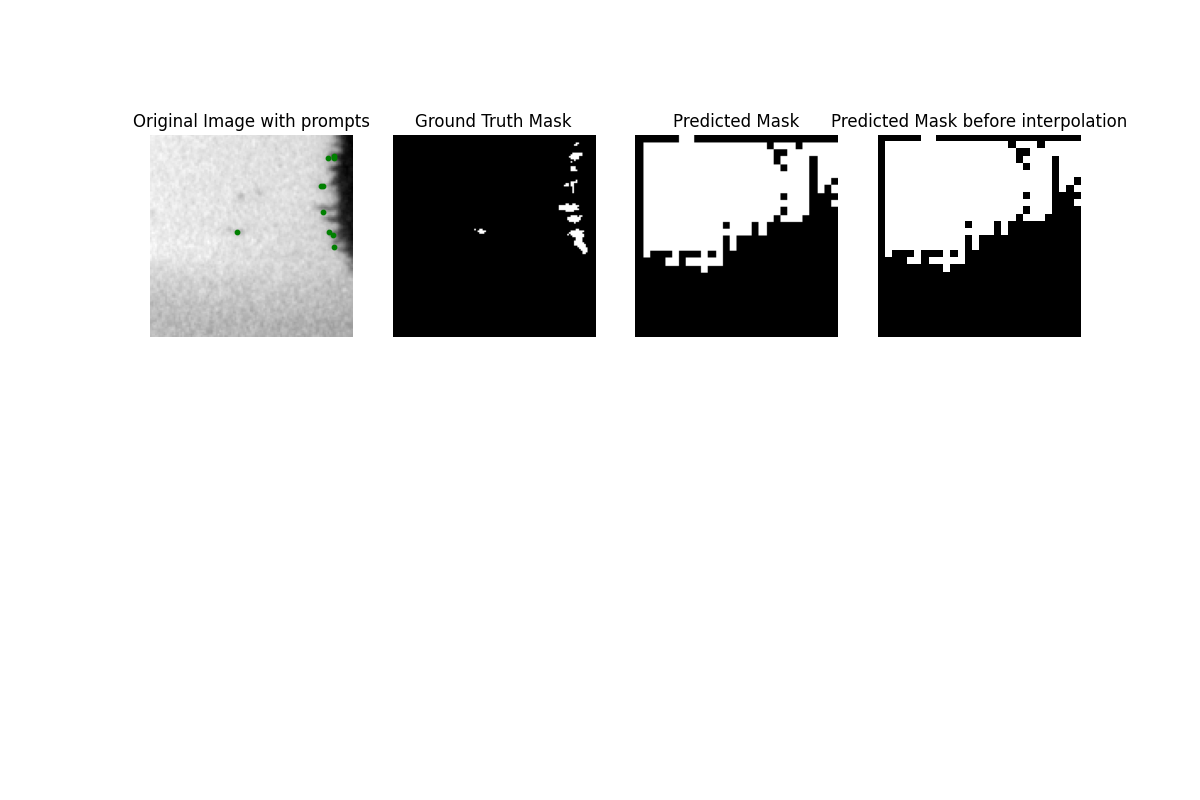 Original Image with prompts
Ground Truth Mask
Predicted Mask
Predicted Mask before interpolation